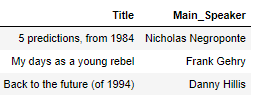 Title Main_Speaker
5 predictions, from 1984 Nicholas Negroponte
My days as a young rebel Frank Gehry
Back to the future (of 1994) Danny Hillis